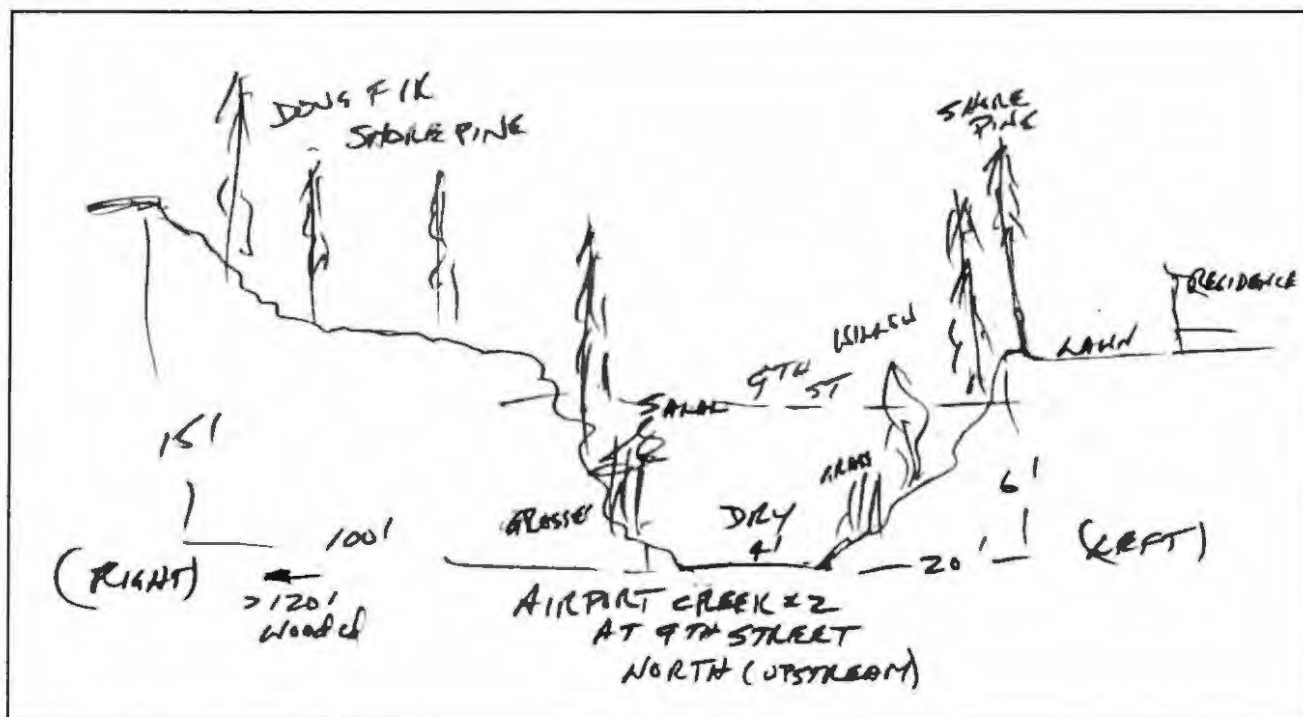 DOUG FIR
SHORE PINE
SHORE
PINE
RESIDENCE
WILLOW
LAWN
9TH
ST
SALAL
15'
GRASS
6'
GRASSES
DRY
4'
100'
20'
(LEFT)
(RIGHT)
>120'
wooded
AIRPORT CREEK #2
AT 9TH STREET
NORTH (UPSTREAM)